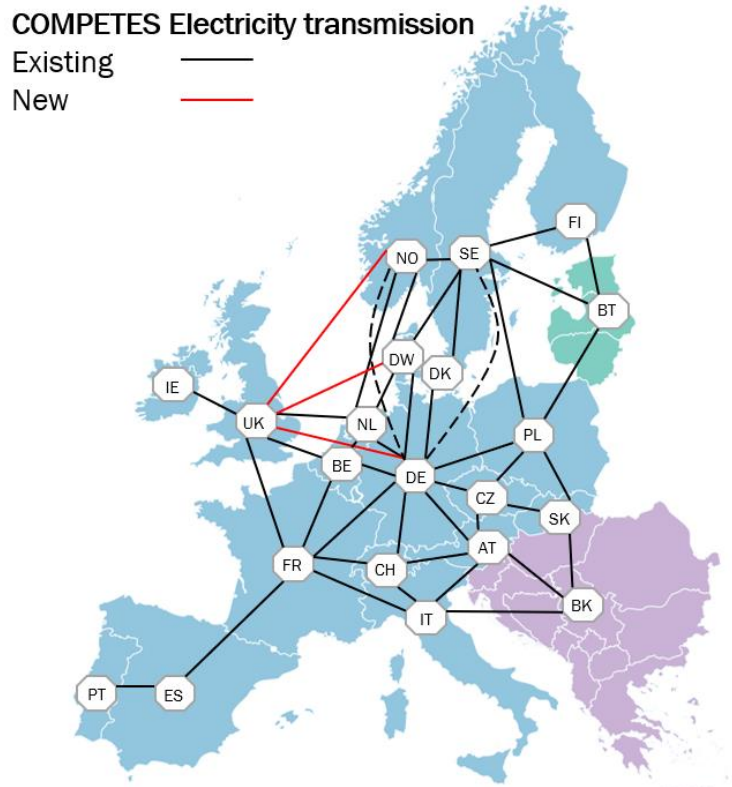 COMPETES Electricity transmission
Existing
New
FI
NO
SE
BT
DW
DK
IE
UK
NL
PL
BE
DE
CZ
SK
AT
FR
CH
BK
IT
PT
ES